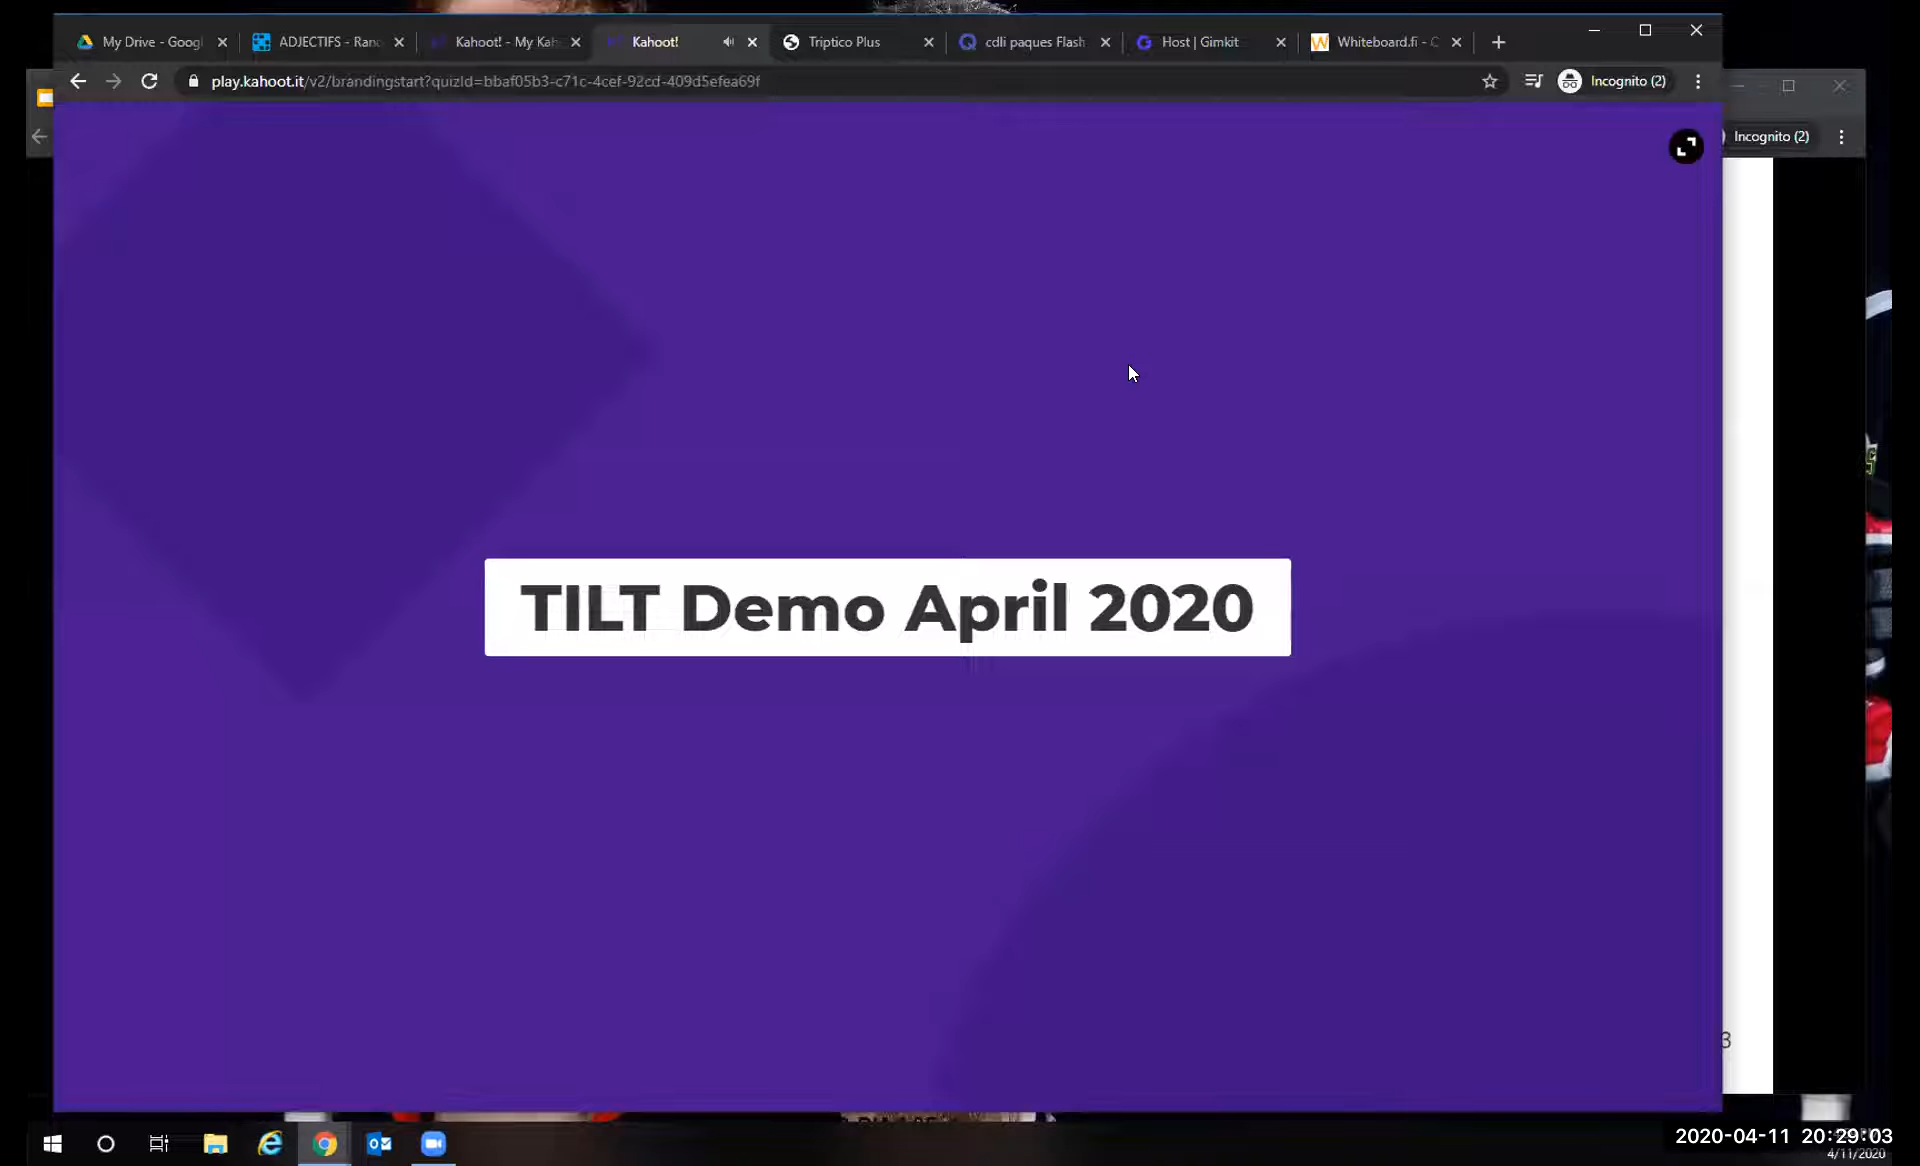 My Drive - Googl
ADJECTIFS - Rand
Kahoot! - My Kah
Kahoot!
Triptico Plus
cdli paques Flash
Host | Gimkit
Whiteboard.fi - C
play.kahoot.it/v2/brandingstart?quizId=bbaf05b3-c71c-4cef-92cd-409d5efea69f
Incognito (2)
Incognito (2)
TILT Demo April 2020
3
2020-04-11 20:29:03
4/11/2020